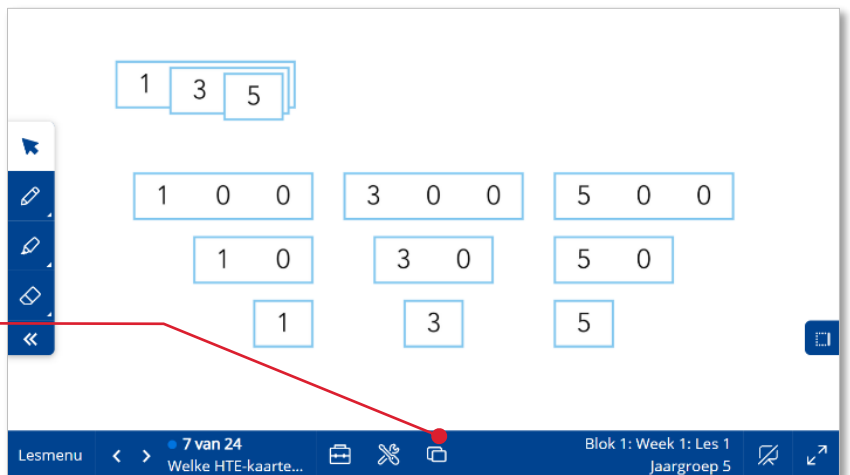 1 3 5
1 0 0 3 0 0 5 0 0
1 0 3 0 5 0
1 3 5
Lesmenu
7 van 24
Welke HTE-kaarte...
Blok 1: Week 1: Les 1
Jaargroep 5